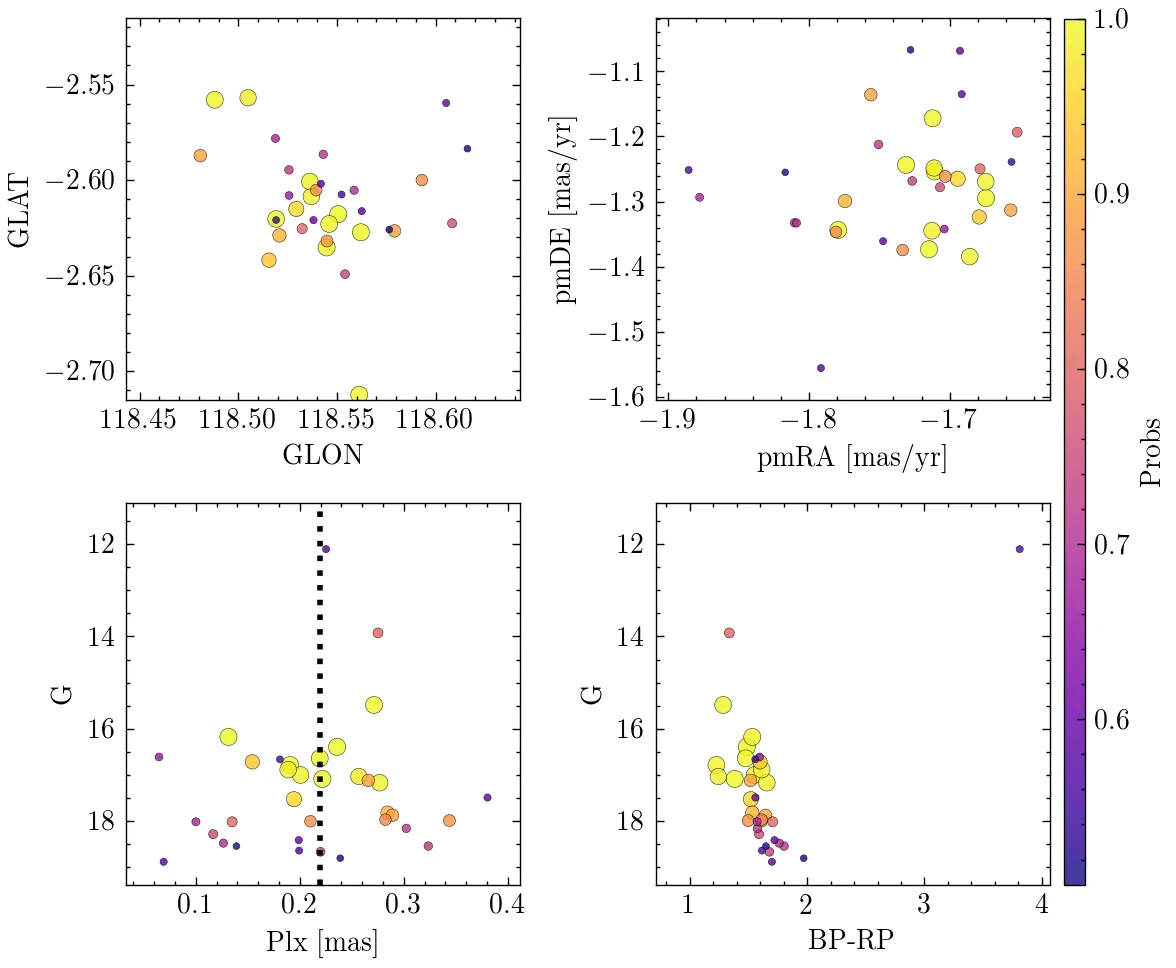 −2.55
−2.60
−2.65
−2.70
GLAT
118.45 118.50 118.55 118.60
GLON
−1.1
−1.2
−1.3
−1.4
−1.5
−1.6
pmDE [mas/yr]
−1.9 −1.8 −1.7
pmRA [mas/yr]
12
14
16
18
G
0.1 0.2 0.3 0.4
Plx [mas]
12
14
16
18
G
1 2 3 4
BP-RP
1.0
0.9
0.8
0.7
0.6
Probs